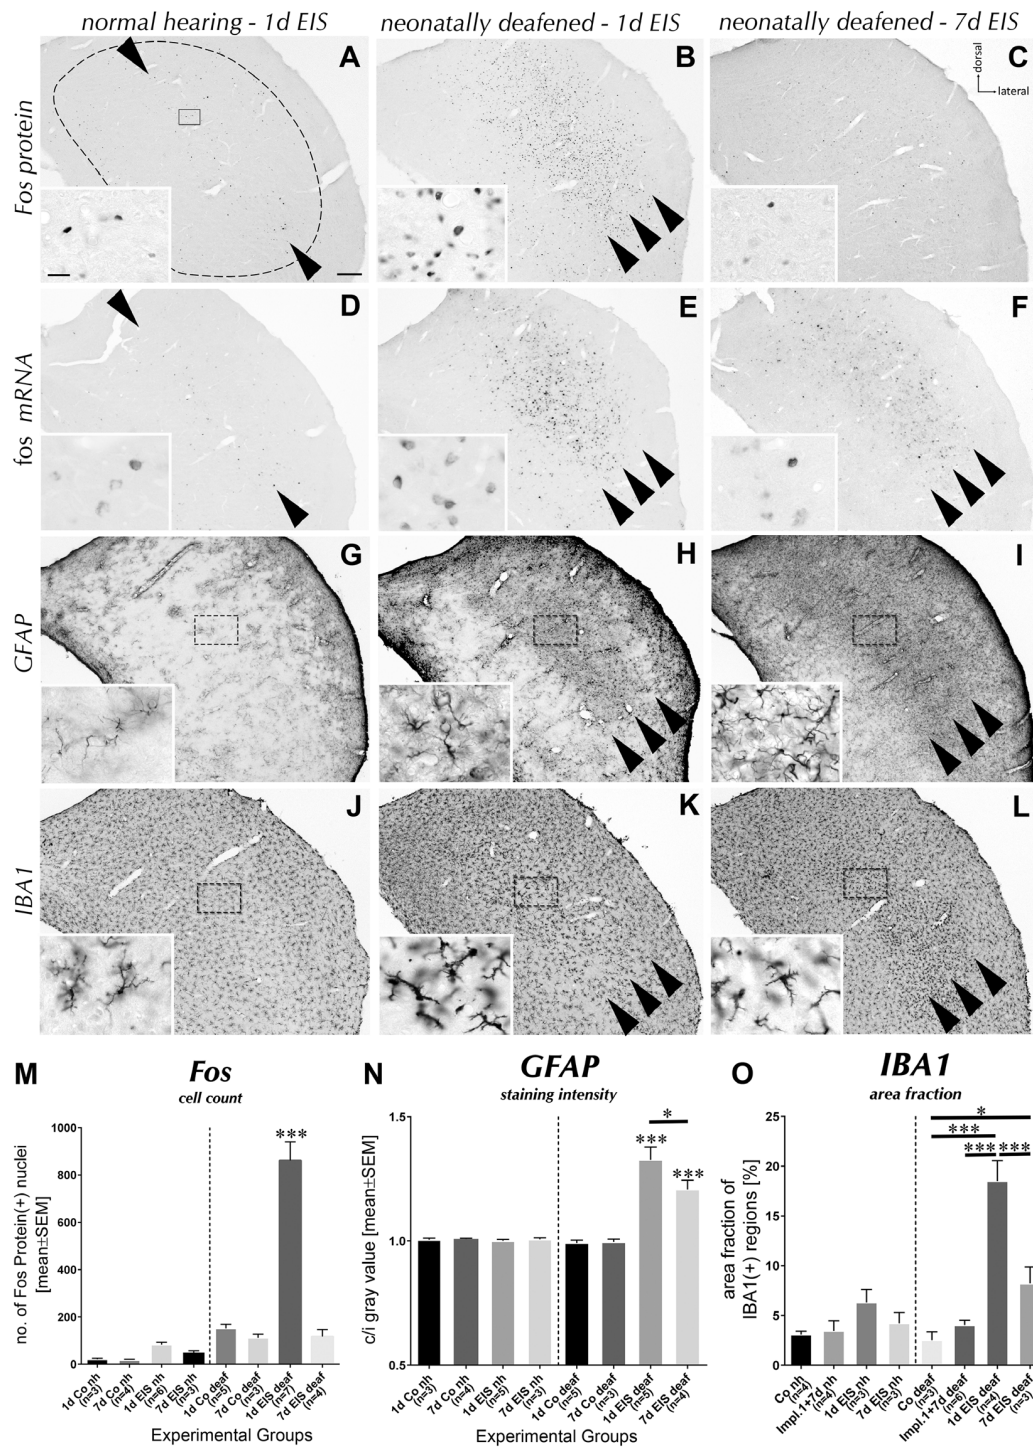 normal hearing - 1d EIS
neonatally deafened - 1d EIS
neonatally deafened - 7d EIS
A
B
C
dorsal
lateral
Fos protein
D
E
F
fos mRNA
G
H
I
GFAP
J
K
L
IBA1
M
Fos
cell count
no. of Fos Protein(+) nuclei
[mean±SEM]
1000
800
600
400
200
0
***
1d Co nh
(n=3)
7d Co nh
(n=4)
1d EIS nh
(n=6)
7d EIS nh
(n=3)
1d Co deaf
(n=5)
7d Co deaf
(n=3)
1d EIS deaf
(n=7)
7d EIS deaf
(n=4)
Experimental Groups
N
GFAP
staining intensity
c/i gray value [mean±SEM]
1.5
1.0
0.5
*
***
***
1d Co nh
(n=3)
7d Co nh
(n=4)
1d EIS nh
(n=5)
7d EIS nh
(n=3)
1d Co deaf
(n=5)
7d Co deaf
(n=3)
1d EIS deaf
(n=5)
7d EIS deaf
(n=4)
Experimental Groups
O
IBA1
area fraction
area fraction of
IBA1(+) regions [%]
25
20
15
10
5
0
*
***
*** ***
Co nh
(n=4)
Impl.1+7d nh
(n=4)
1d EIS nh
(n=3)
7d EIS nh
(n=3)
Co deaf
(n=3)
Impl.1+7d deaf
(n=6)
1d EIS deaf
(n=4)
7d EIS deaf
(n=3)